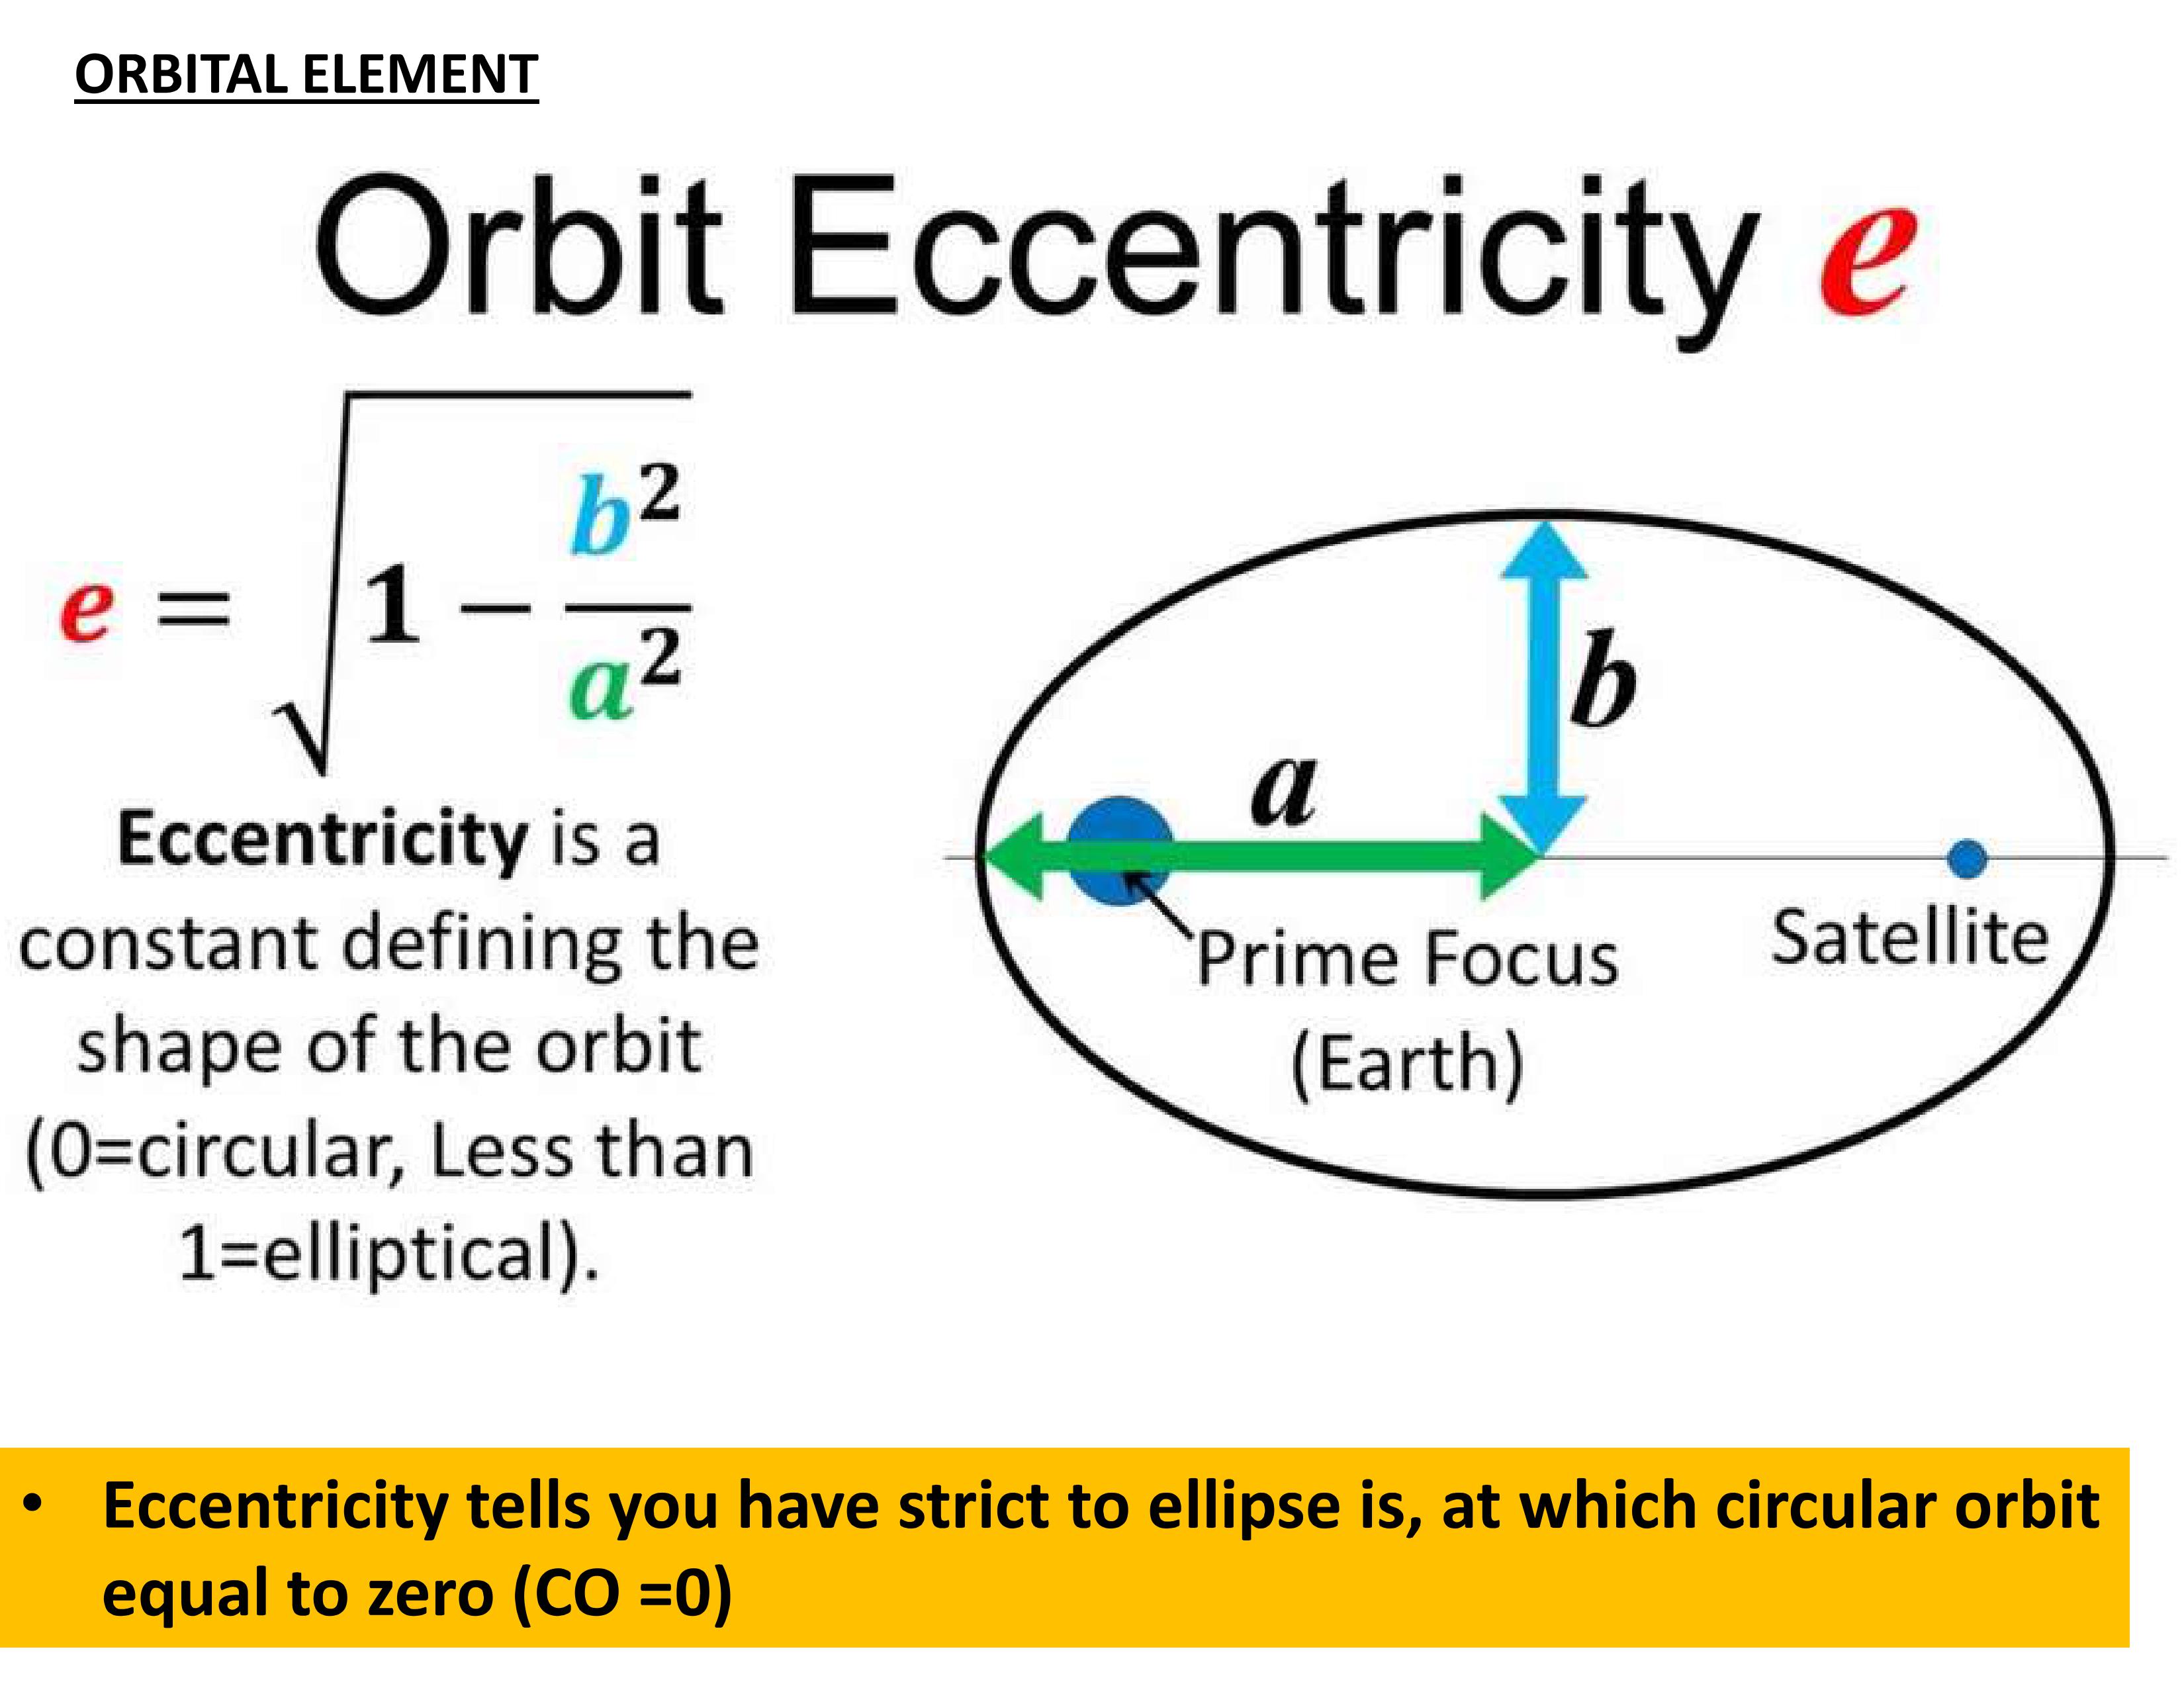 ORBITAL ELEMENT
Orbit Eccentricity e
e = √1 − b²/a²
Eccentricity is a
constant defining the
shape of the orbit
(0=circular, Less than
1=elliptical).
b
a
Prime Focus
(Earth)
Satellite
• Eccentricity tells you have strict to ellipse is, at which circular orbit
equal to zero (CO =0)